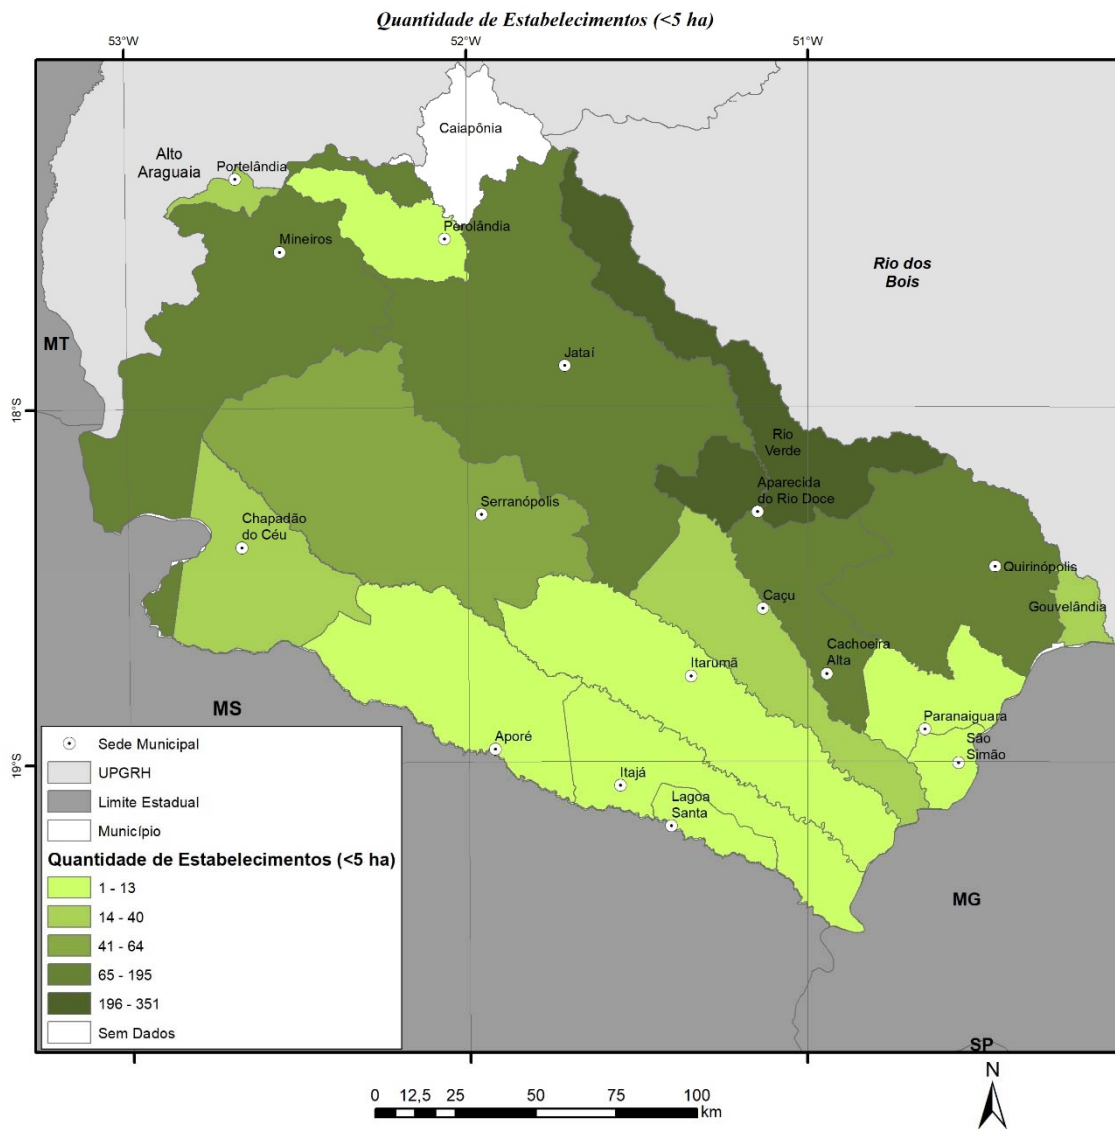 Quantidade de Estabelecimentos (<5 ha)
53°W
52°W
51°W
Caiapônia
Alto
Araguaia
Portelândia
Mineiros
Perolândia
Rio dos
Bois
MT
Jataí
18°S
Rio
Verde
Aparecida
do Rio Doce
Serranópolis
Chapadão
do Céu
Quirinópolis
Gouvelândia
Caçu
Cachoeira
Alta
Itarumã
MS
Paranaiguara
São
Simão
Aporé
19°S
Itajá
Lagoa
Santa
MG
SP
Sede Municipal
UPGRH
Limite Estadual
Município
Quantidade de Estabelecimentos (<5 ha)
1 - 13
14 - 40
41 - 64
65 - 195
196 - 351
Sem Dados
N
0 12,5 25 50 75 100
km